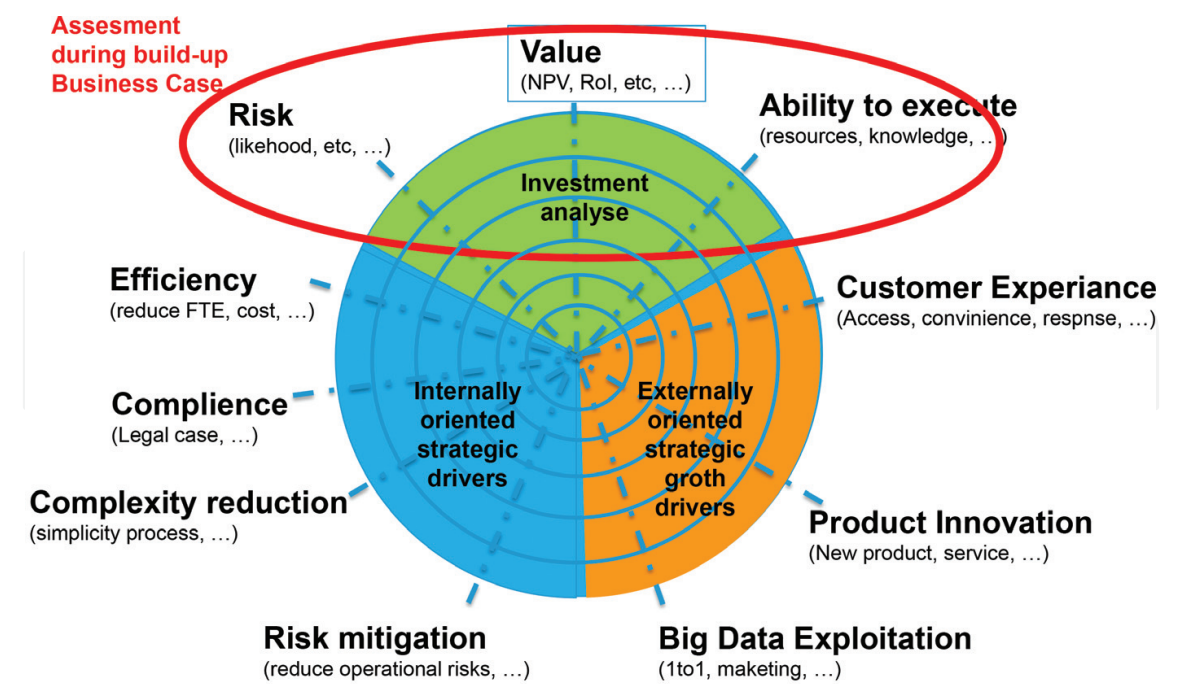 Assesment
during build-up
Business Case
Value
(NPV, RoI, etc, …)
Risk
(likehood, etc, …)
Ability to execute
(resources, knowledge, …)
Investment
analyse
Efficiency
(reduce FTE, cost, …)
Customer Experiance
(Access, convinience, respnse, …)
Complience
(Legal case, …)
Internally
oriented
strategic
drivers
Externally
oriented
strategic
groth
drivers
Complexity reduction
(simplicity process, …)
Product Innovation
(New product, service, …)
Risk mitigation
(reduce operational risks, …)
Big Data Exploitation
(1to1, maketing, …)